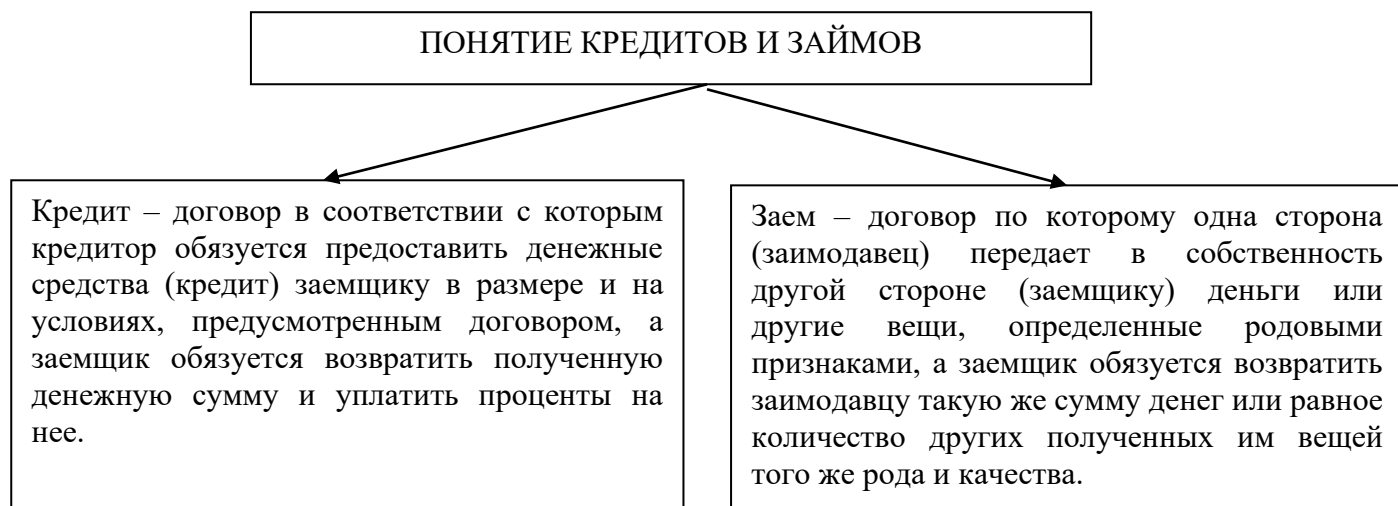 ПОНЯТИЕ КРЕДИТОВ И ЗАЙМОВ
Кредит – договор в соответствии с которым
кредитор обязуется предоставить денежные
средства (кредит) заемщику в размере и на
условиях, предусмотренным договором, а
заемщик обязуется возвратить полученную
денежную сумму и уплатить проценты на
нее.
Заем – договор по которому одна сторона
(заимодавец) передает в собственность
другой стороне (заемщику) деньги или
другие вещи, определенные родовыми
признаками, а заемщик обязуется возвратить
заимодавцу такую же сумму денег или равное
количество других полученных им вещей
того же рода и качества.